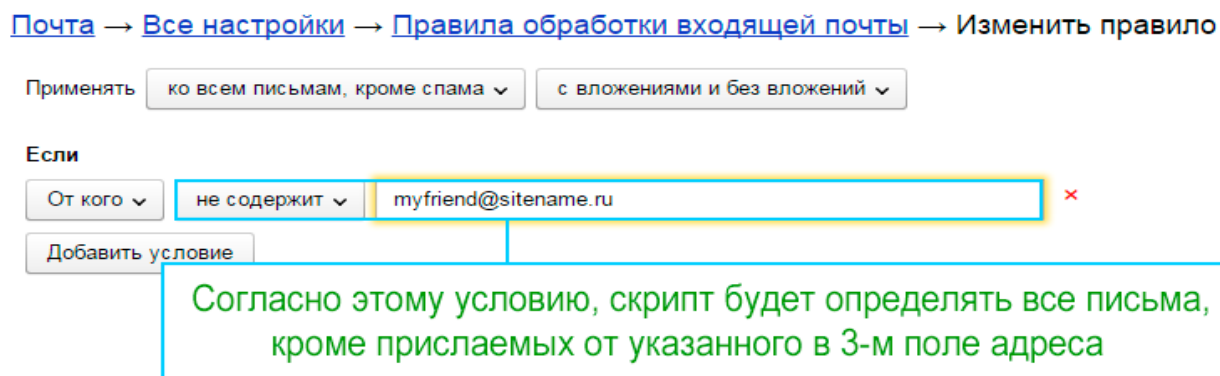 Почта → Все настройки → Правила обработки входящей почты → Изменить правило
Применять ко всем письмам, кроме спама с вложениями и без вложений
Если
От кого не содержит myfriend@sitename.ru ×
Добавить условие
Согласно этому условию, скрипт будет определять все письма,
кроме прислаемых от указанного в 3-м поле адреса